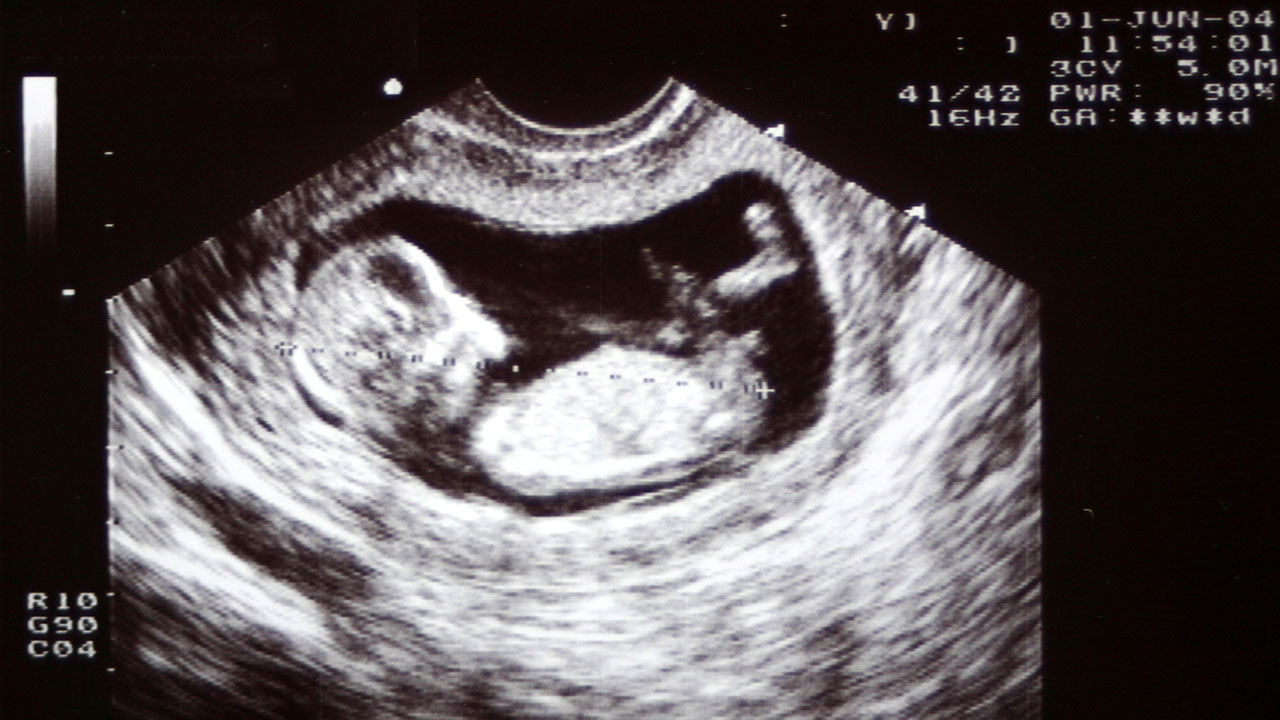 Y] 01-JUN-04
: ] 11:54:01
3CV 5.0M
41/42 PWR: 90%
16Hz GA:**w*d
R10
G90
C04